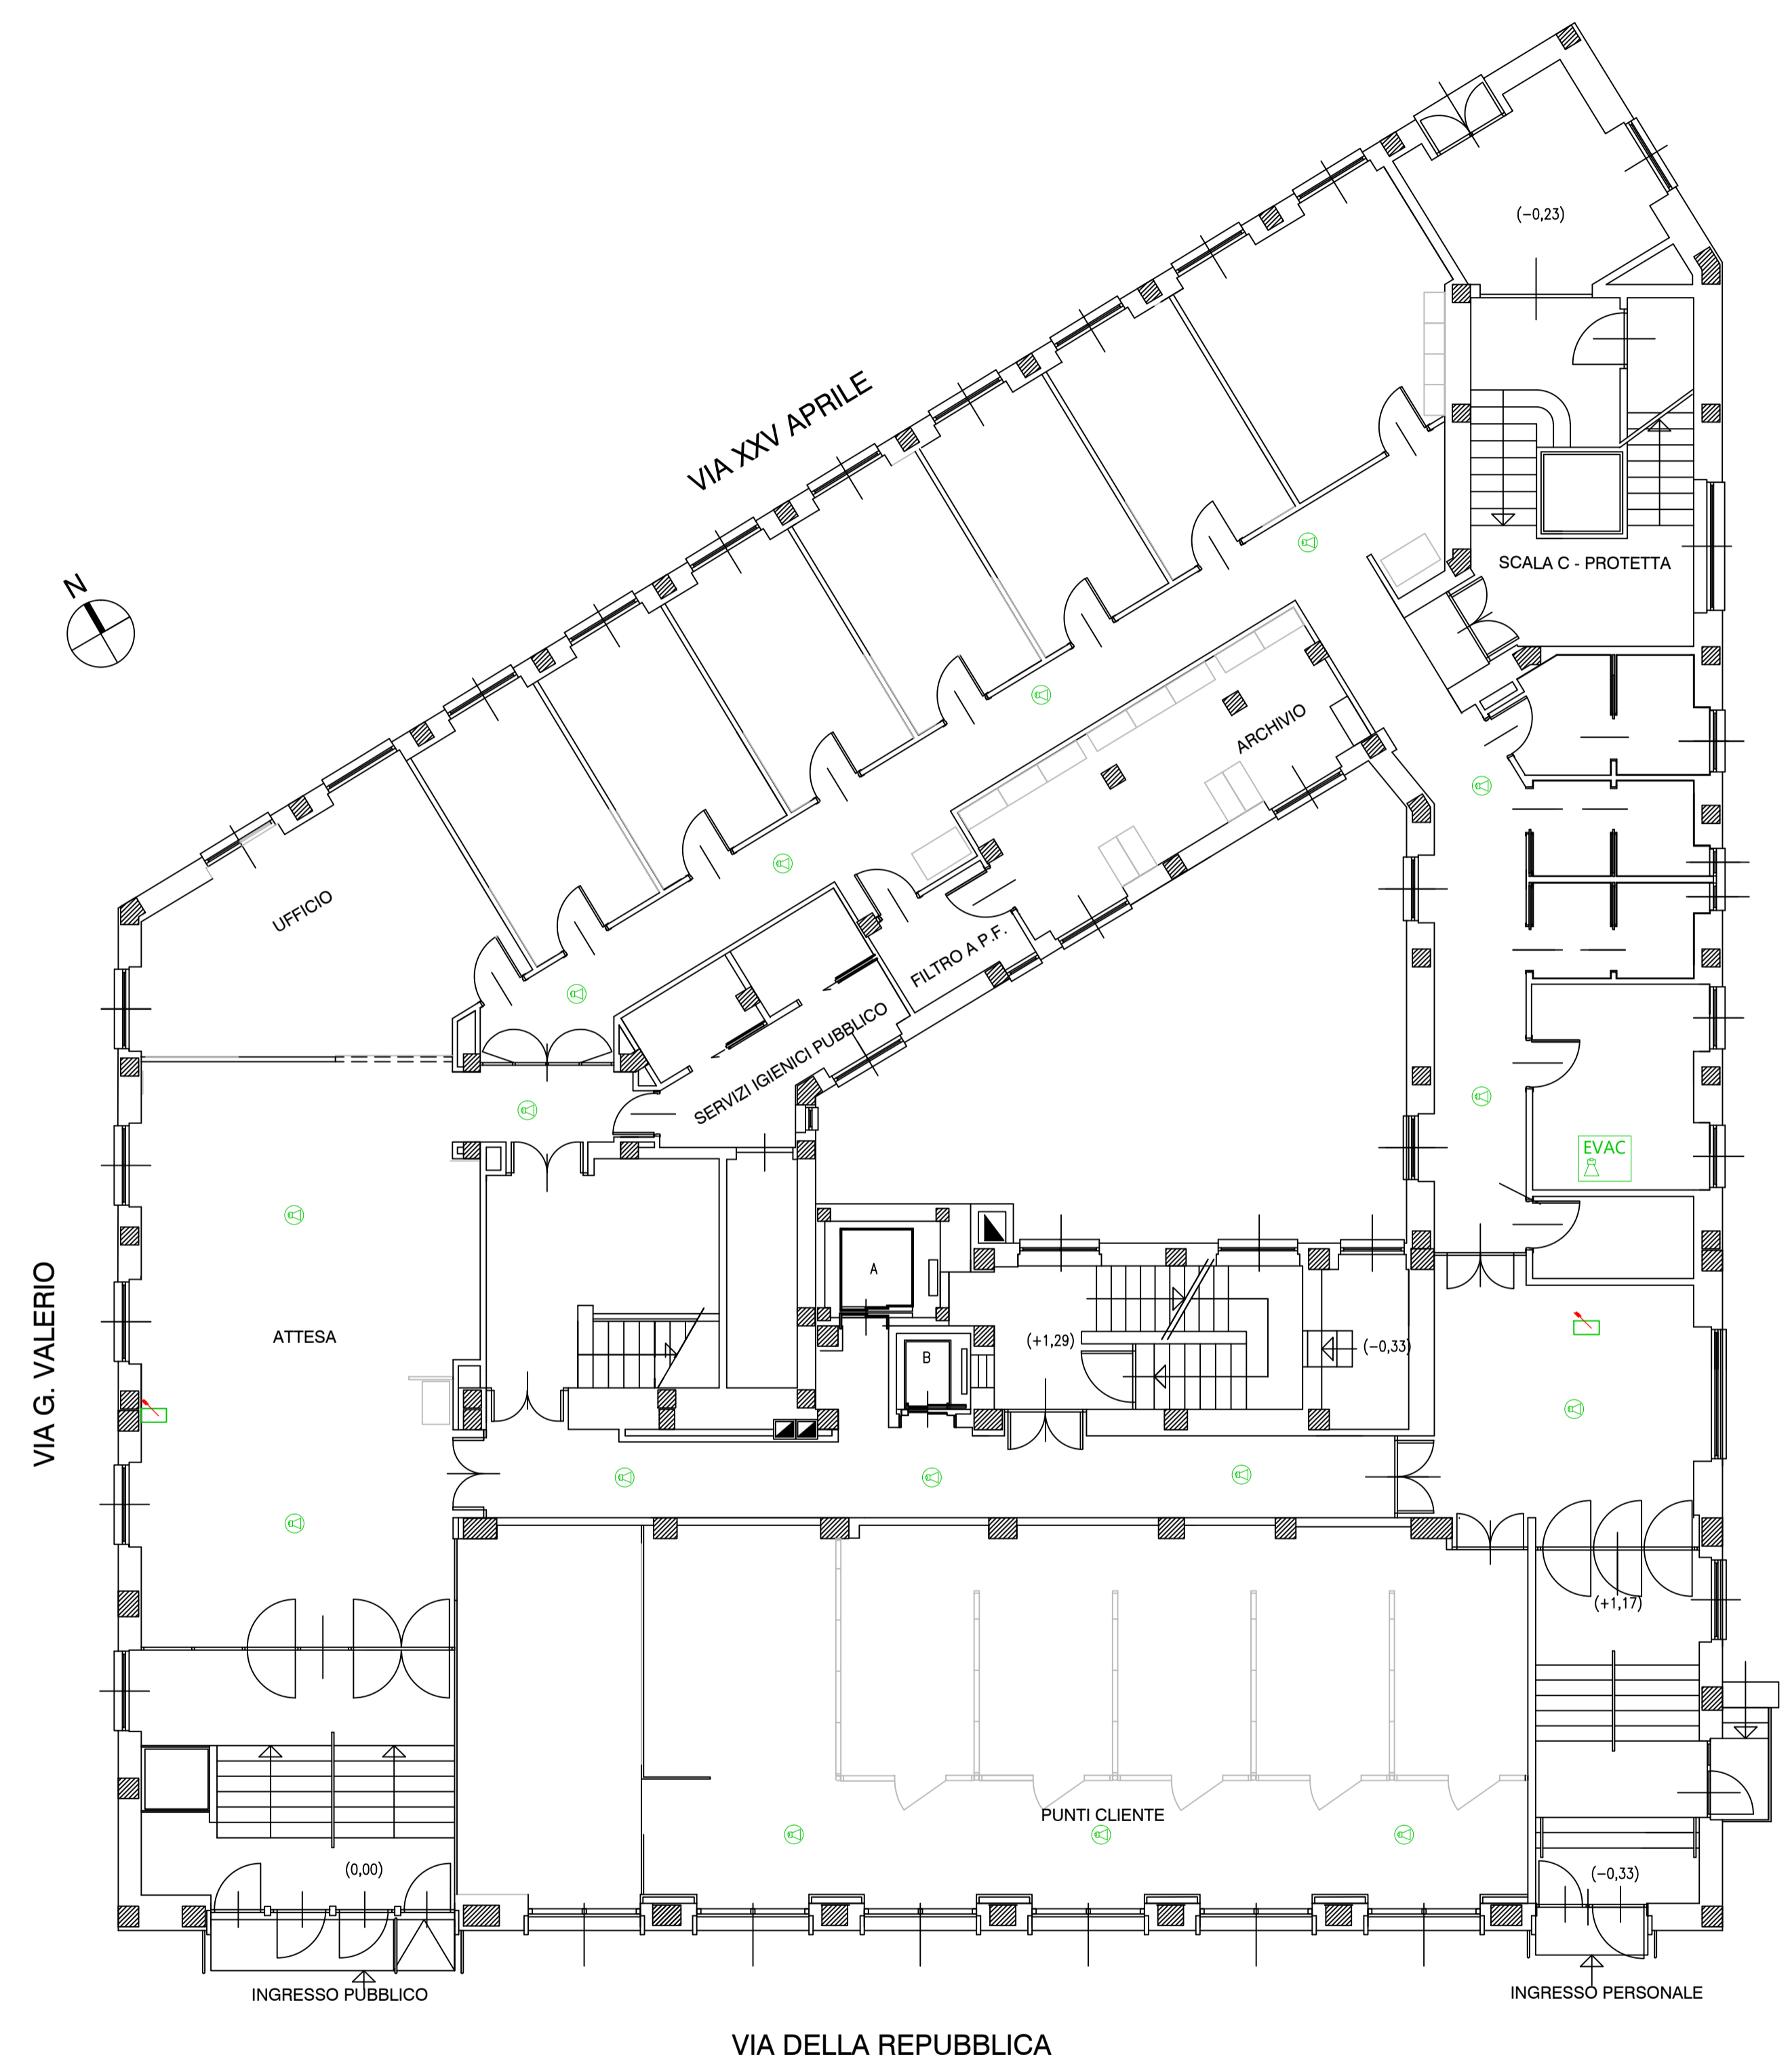 (-0,23)
VIA XXV APRILE
N
SCALA C - PROTETTA
ARCHIVIO
UFFICIO
FILTRO A P.F.
SERVIZI IGIENICI PUBBLICO
EVAC
A
VIA G. VALERIO
ATTESA
(+1,29)
(-0,33)
B
(+1,17)
PUNTI CLIENTE
(0,00)
(-0,33)
INGRESSO PUBBLICO
INGRESSO PERSONALE
VIA DELLA REPUBBLICA